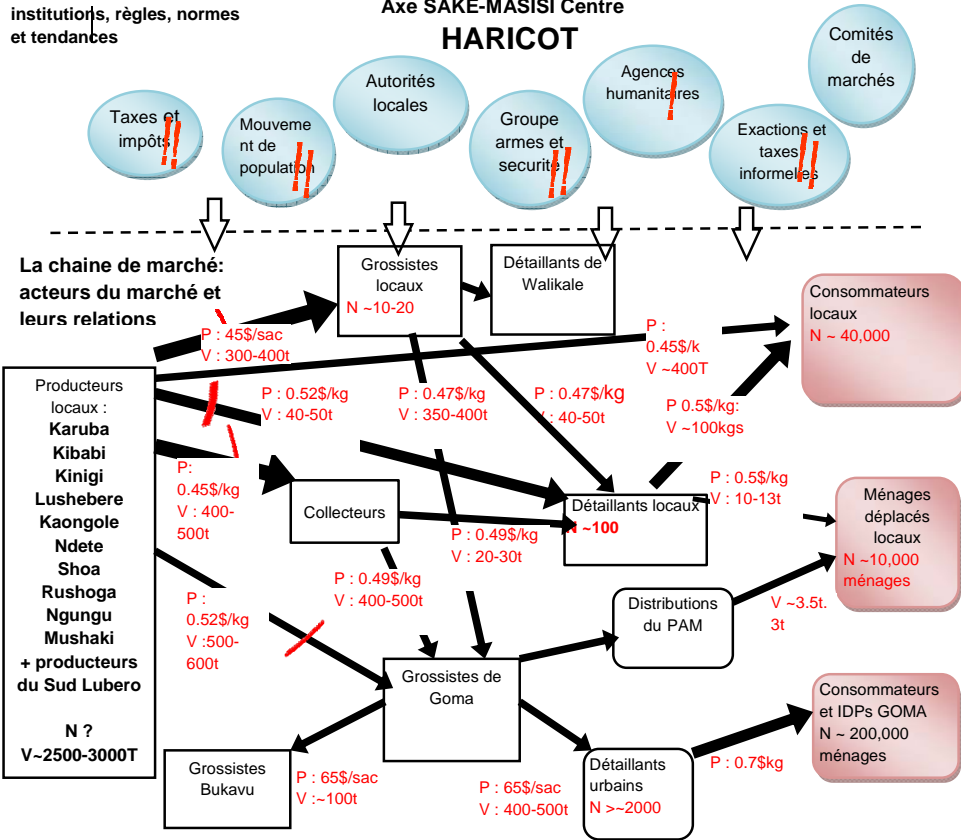 institutions, règles, normes
et tendances
Axe SAKE-MASISI Centre
HARICOT
Taxes et
impôts
!!
Mouveme
nt de
population
!!
Autorités
locales
Groupe
armes et
securité
!!
Agences
humanitaires
!
Exactions et
taxes
informelles
!!
Comités
de
marchés
La chaine de marché:
acteurs du marché et
leurs relations
Grossistes
locaux
N ~10-20
Détaillants de
Walikale
Consommateurs
locaux
N ~ 40,000
P : 45$/sac
V : 300-400t
P :
0.45$/k
V ~400T
Producteurs
locaux :
Karuba
Kibabi
Kinigi
Lushebere
Kaongole
Ndete
Shoa
Rushoga
Ngungu
Mushaki
+ producteurs
du Sud Lubero
N ?
V~2500-3000T
P : 0.52$/kg
V : 40-50t
P : 0.47$/kg
V : 350-400t
P : 0.47$/kg
V : 40-50t
P 0.5$/kg:
V ~100kgs
P:
0.45$/kg
V : 400-
500t
Collecteurs
Détaillants locaux
N ~100
P : 0.5$/kg
V : 10-13t
Ménages
déplacés
locaux
N ~10,000
ménages
P : 0.49$/kg
V : 20-30t
P : 0.49$/kg
V : 400-500t
P :
0.52$/kg
V :500-
600t
Distributions
du PAM
V ~3.5t.
3t
Grossistes de
Goma
Consommateurs
et IDPs GOMA
N ~ 200,000
ménages
Grossistes
Bukavu
P : 65$/sac
V :~100t
P : 65$/sac
V : 400-500t
Détaillants
urbains
N >~2000
P : 0.7$kg